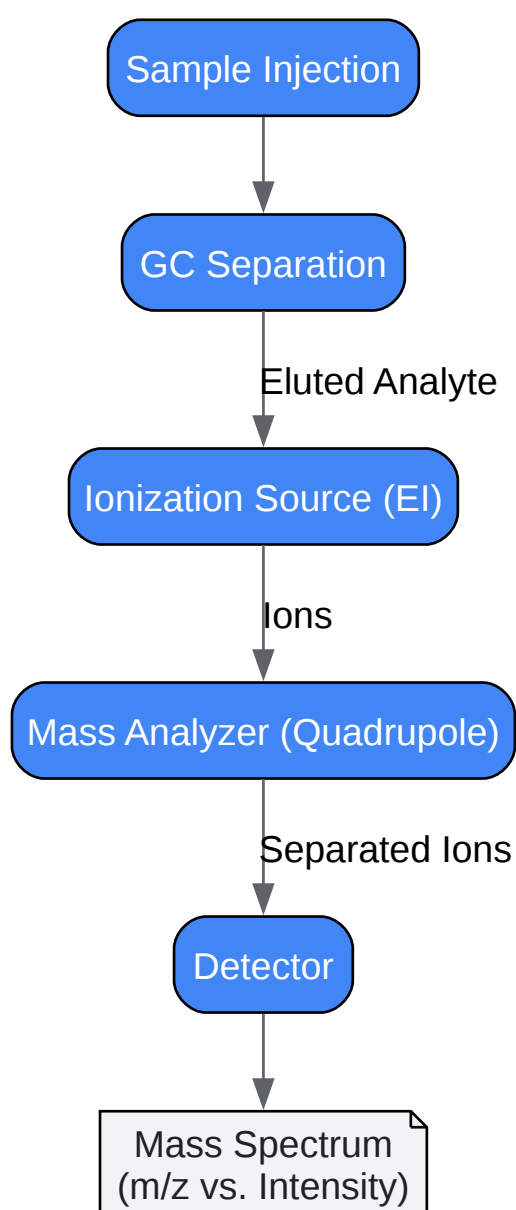 Sample Injection
GC Separation
Eluted Analyte
Ionization Source (EI)
Ions
Mass Analyzer (Quadrupole)
Separated Ions
Detector
Mass Spectrum
(m/z vs. Intensity)